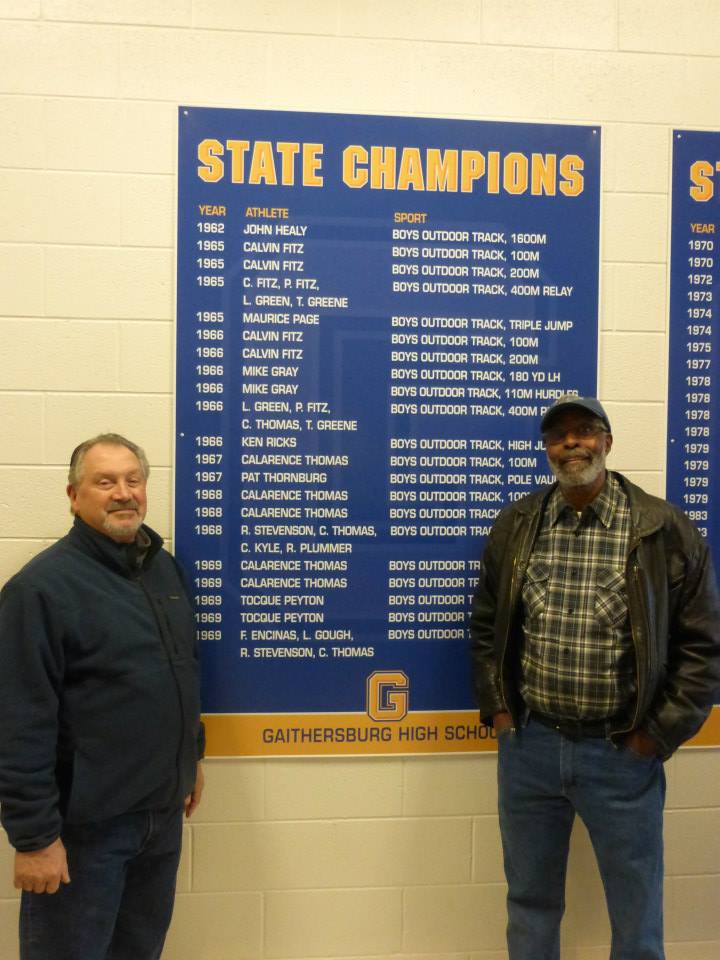 STATE CHAMPIONS
YEAR ATHLETE SPORT
1962 JOHN HEALY BOYS OUTDOOR TRACK, 1600M
1965 CALVIN FITZ BOYS OUTDOOR TRACK, 100M
1965 CALVIN FITZ BOYS OUTDOOR TRACK, 200M
1965 C. FITZ, P. FITZ, BOYS OUTDOOR TRACK, 400M RELAY
L. GREEN, T. GREENE
1965 MAURICE PAGE BOYS OUTDOOR TRACK, TRIPLE JUMP
1966 CALVIN FITZ BOYS OUTDOOR TRACK, 100M
1966 CALVIN FITZ BOYS OUTDOOR TRACK, 200M
1966 MIKE GRAY BOYS OUTDOOR TRACK, 180 YD LH
1966 MIKE GRAY BOYS OUTDOOR TRACK, 110M HURDLES
1966 L. GREEN, P. FITZ, BOYS OUTDOOR TRACK, 400M
C. THOMAS, T. GREENE
1966 KEN RICKS BOYS OUTDOOR TRACK, HIGH
1967 CALARENCE THOMAS BOYS OUTDOOR TRACK, 100M
1967 PAT THORNBURG BOYS OUTDOOR TRACK, POLE
1968 CALARENCE THOMAS BOYS OUTDOOR TRACK,
1968 CALARENCE THOMAS BOYS OUTDOOR TRACK,
1968 R. STEVENSON, C. THOMAS, BOYS OUTDOOR
C. KYLE, R. PLUMMER
1969 CALARENCE THOMAS BOYS OUTDOOR
1969 CALARENCE THOMAS BOYS OUTDOOR
1969 TOCQUE PEYTON BOYS OUTDOOR
1969 TOCQUE PEYTON BOYS OUTDOOR
1969 F. ENCINAS, L. GOUGH, BOYS OUTDOOR
R. STEVENSON, C. THOMAS
G
GAITHERSBURG HIGH
YEAR
1970
1970
1972
1973
1974
1974
1975
1977
1978
1978
1978
1978
1979
1979
1979
1979